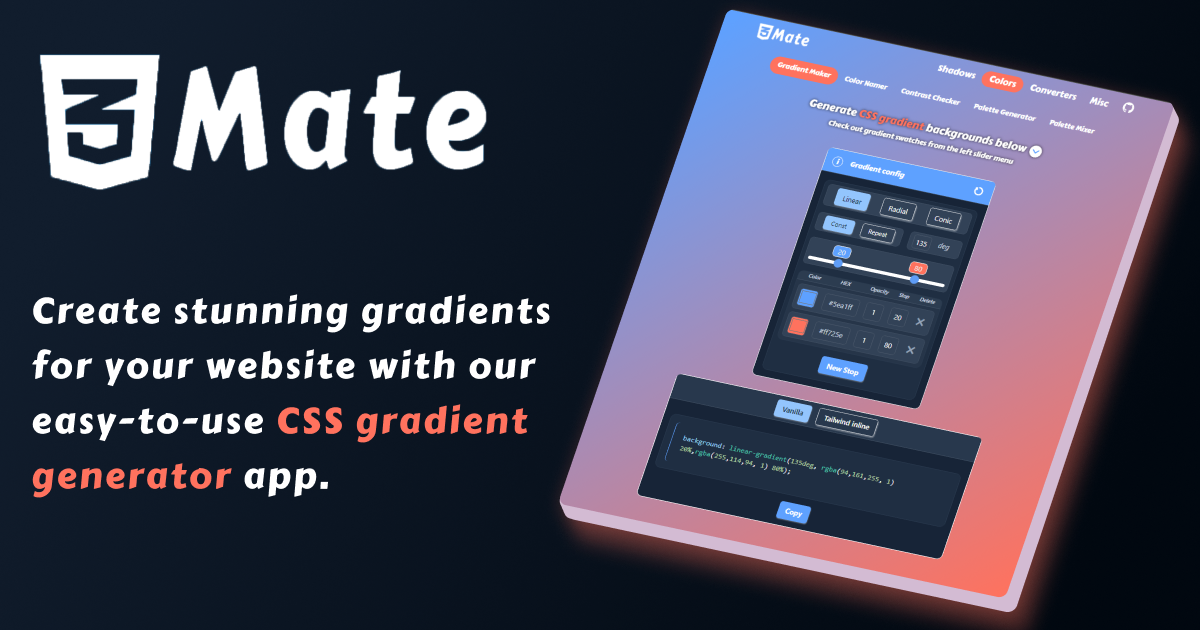 Mate
Create stunning gradients
for your website with our
easy-to-use CSS gradient
generator app.
Mate
Shadows Colors Converters Misc
Gradient Maker Color Namer Contrast Checker Palette Generator Palette Mixer
Generate CSS gradient backgrounds below
Check out gradient swatches from the left slider menu
Gradient config
Linear Radial Conic
Const Repeat 135 deg
20 80
Color HEX Opacity Stop Delete
#5ea1ff 1 20
#ff725e 1 80
New Stop
Vanilla Tailwind inline
background: linear-gradient(135deg, rgba(94,161,255, 1)
20%,rgba(255,114,94, 1) 80%);
Copy